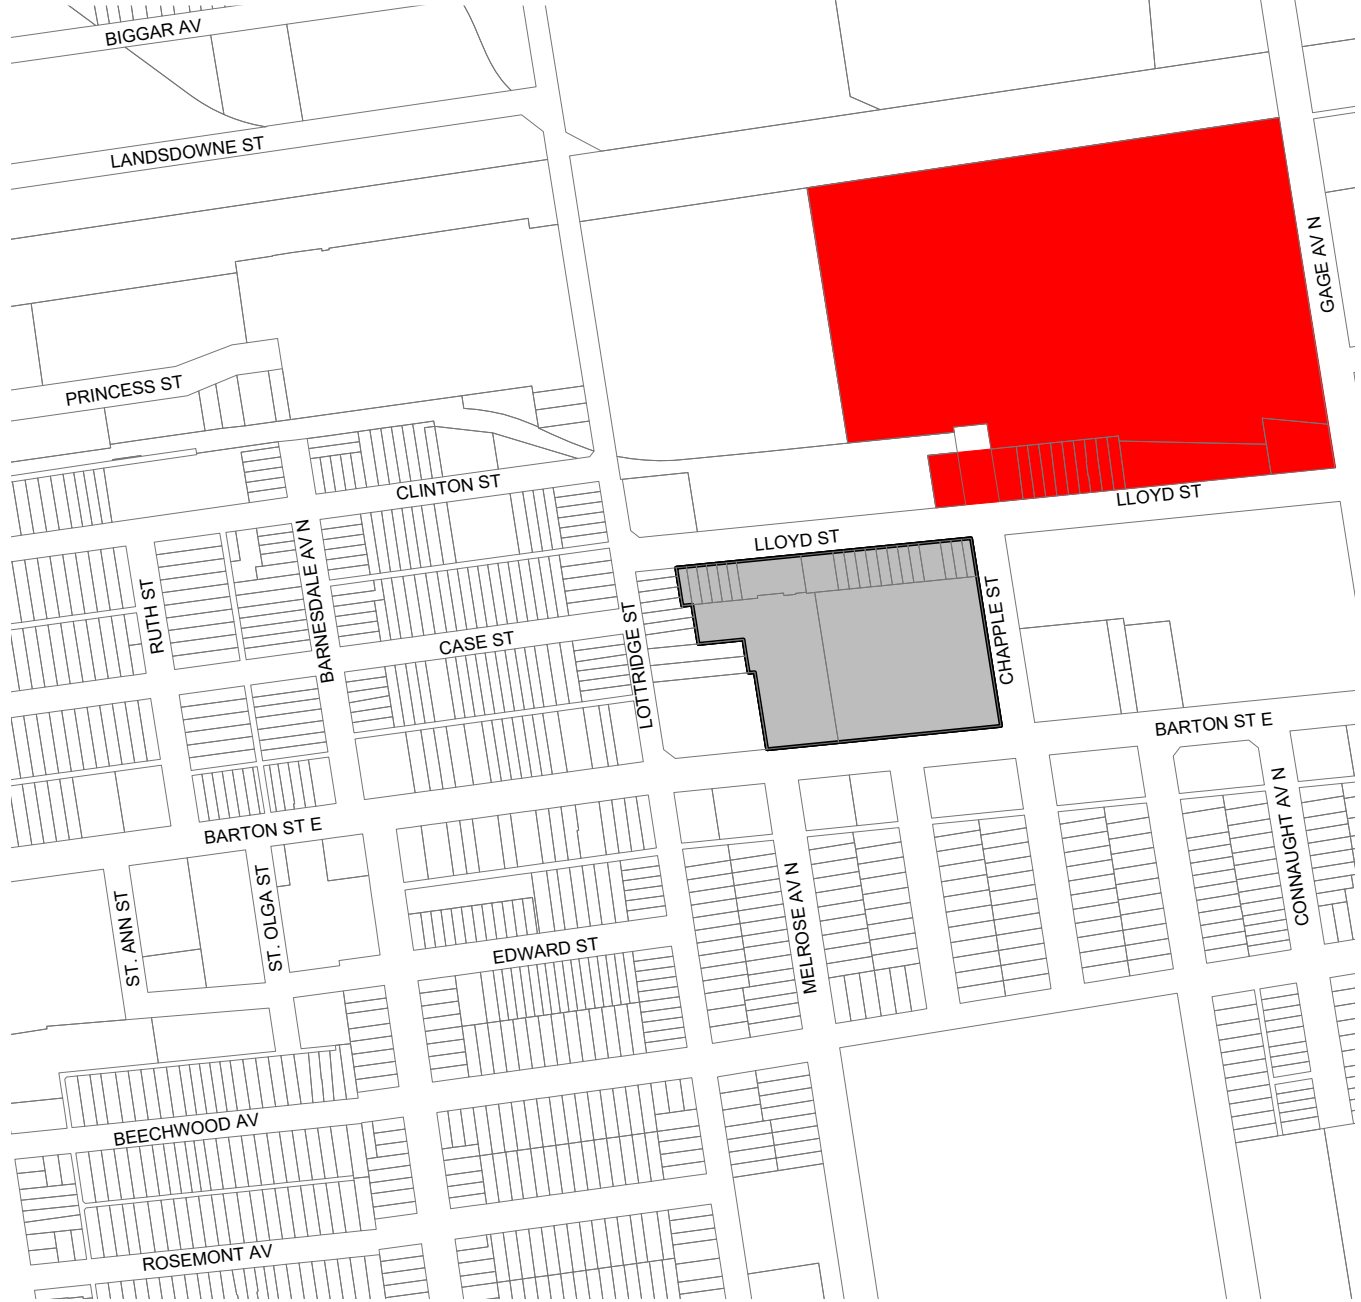 BIGGAR AV
LANDSDOWNE ST
GAGE AV N
PRINCESS ST
CLINTON ST
LLOYD ST
LLOYD ST
BARNESDALE AV N
RUTH ST
CASE ST
LOTTRIDGE ST
CHAPPLE ST
BARTON ST E
BARTON ST E
CONNAUGHT AV N
MELROSE AV N
ST. ANN ST
ST. OLGA ST
EDWARD ST
BEECHWOOD AV
ROSEMONT AV